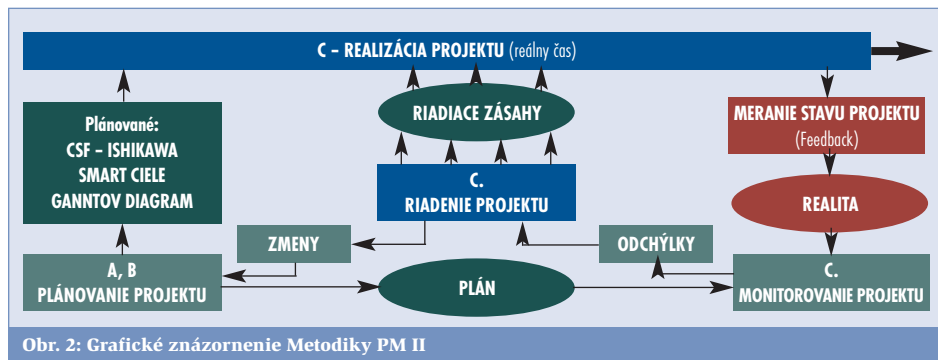 C – REALIZÁCIA PROJEKTU (reálny čas)
Plánované:
CSF – ISHIKAWA
SMART CIELE
GANNTOV DIAGRAM
RIADIACE ZÁSAHY
MERANIE STAVU PROJEKTU
(Feedback)
C.
RIADENIE PROJEKTU
REALITA
ZMENY
ODCHÝLKY
A, B
PLÁNOVANIE PROJEKTU
PLÁN
C.
MONITOROVANIE PROJEKTU
Obr. 2: Grafické znázornenie Metodiky PM II